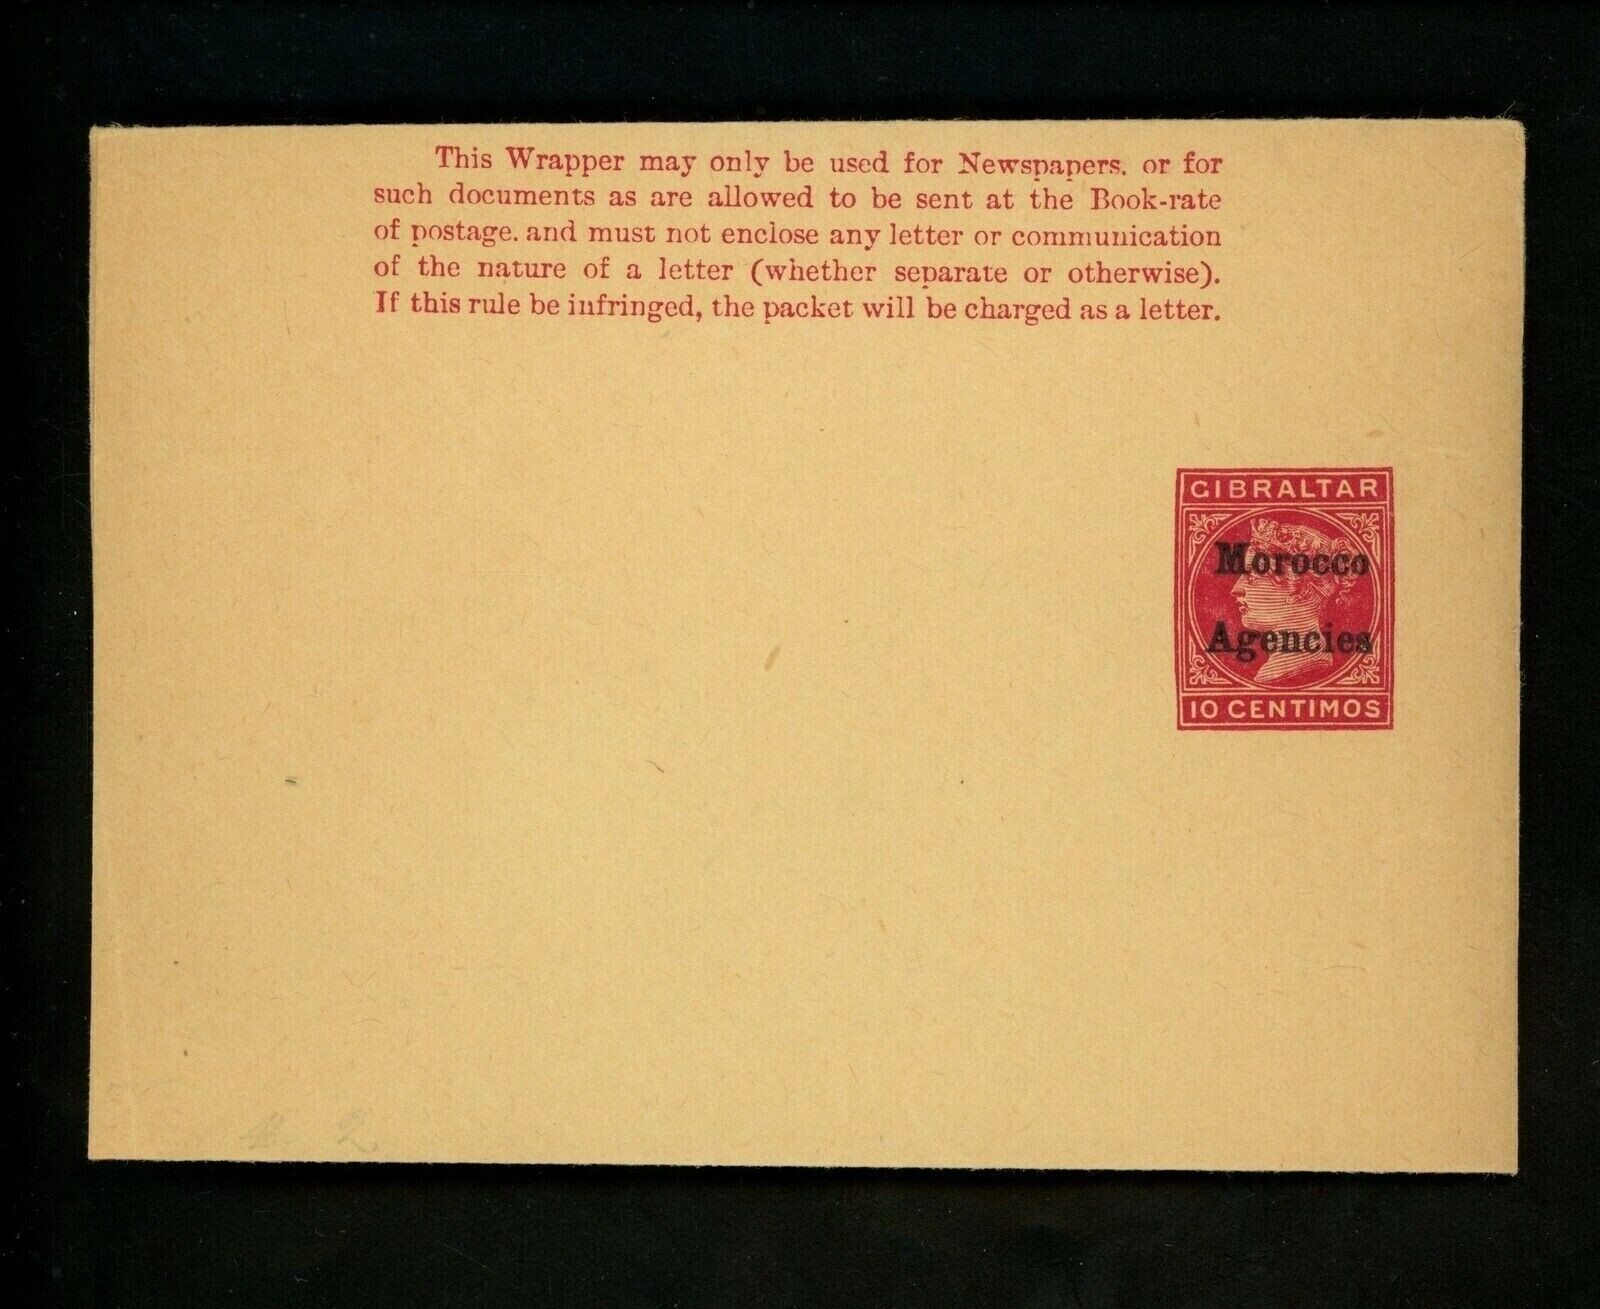 This Wrapper may only be used for Newspapers. or for
such documents as are allowed to be sent at the Book-rate
of postage. and must not enclose any letter or communication
of the nature of a letter (whether separate or otherwise).
If this rule be infringed, the packet will be charged as a letter.
GIBRALTAR
Morocco
Agencies
10 CENTIMOS
2